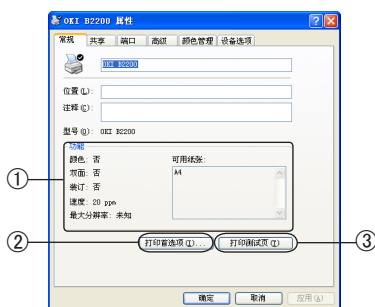 OKI B2200 属性
常规 共享 端口 高级 颜色管理 设备选项
OKI B2200
位置(L):
注释(C):
型号(O): OKI B2200
功能
颜色: 否 可用纸张:
双面: 否 A4
装订: 否
速度: 20 ppm
最大分辨率: 未知
① 
② 打印首选项(I)... 打印测试页(T) ③
确定 取消 应用(A)